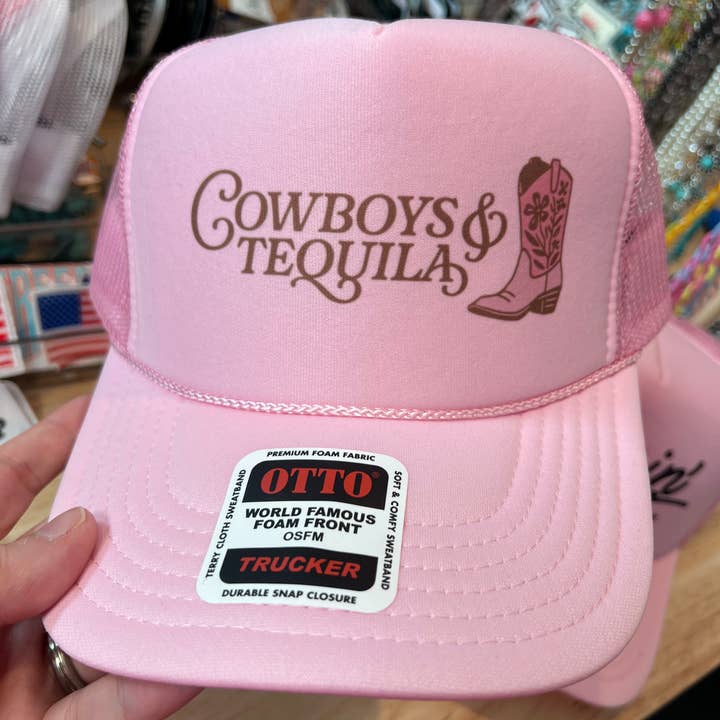 COWBOYS &
TEQUILA
PREMIUM FOAM FABRIC
OTTO®
WORLD FAMOUS
FOAM FRONT
OSFM
TRUCKER
DURABLE SNAP CLOSURE
TERRY CLOTH SWEATBAND
SOFT & COMFY SWEATBAND
in'